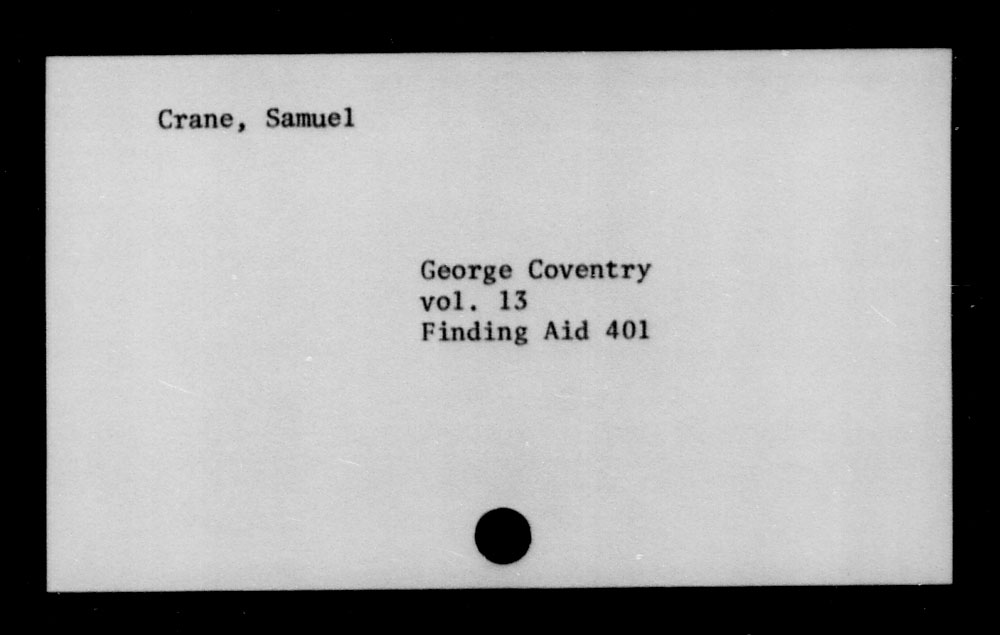 Crane, Samuel
George Coventry
vol. 13
Finding Aid 401